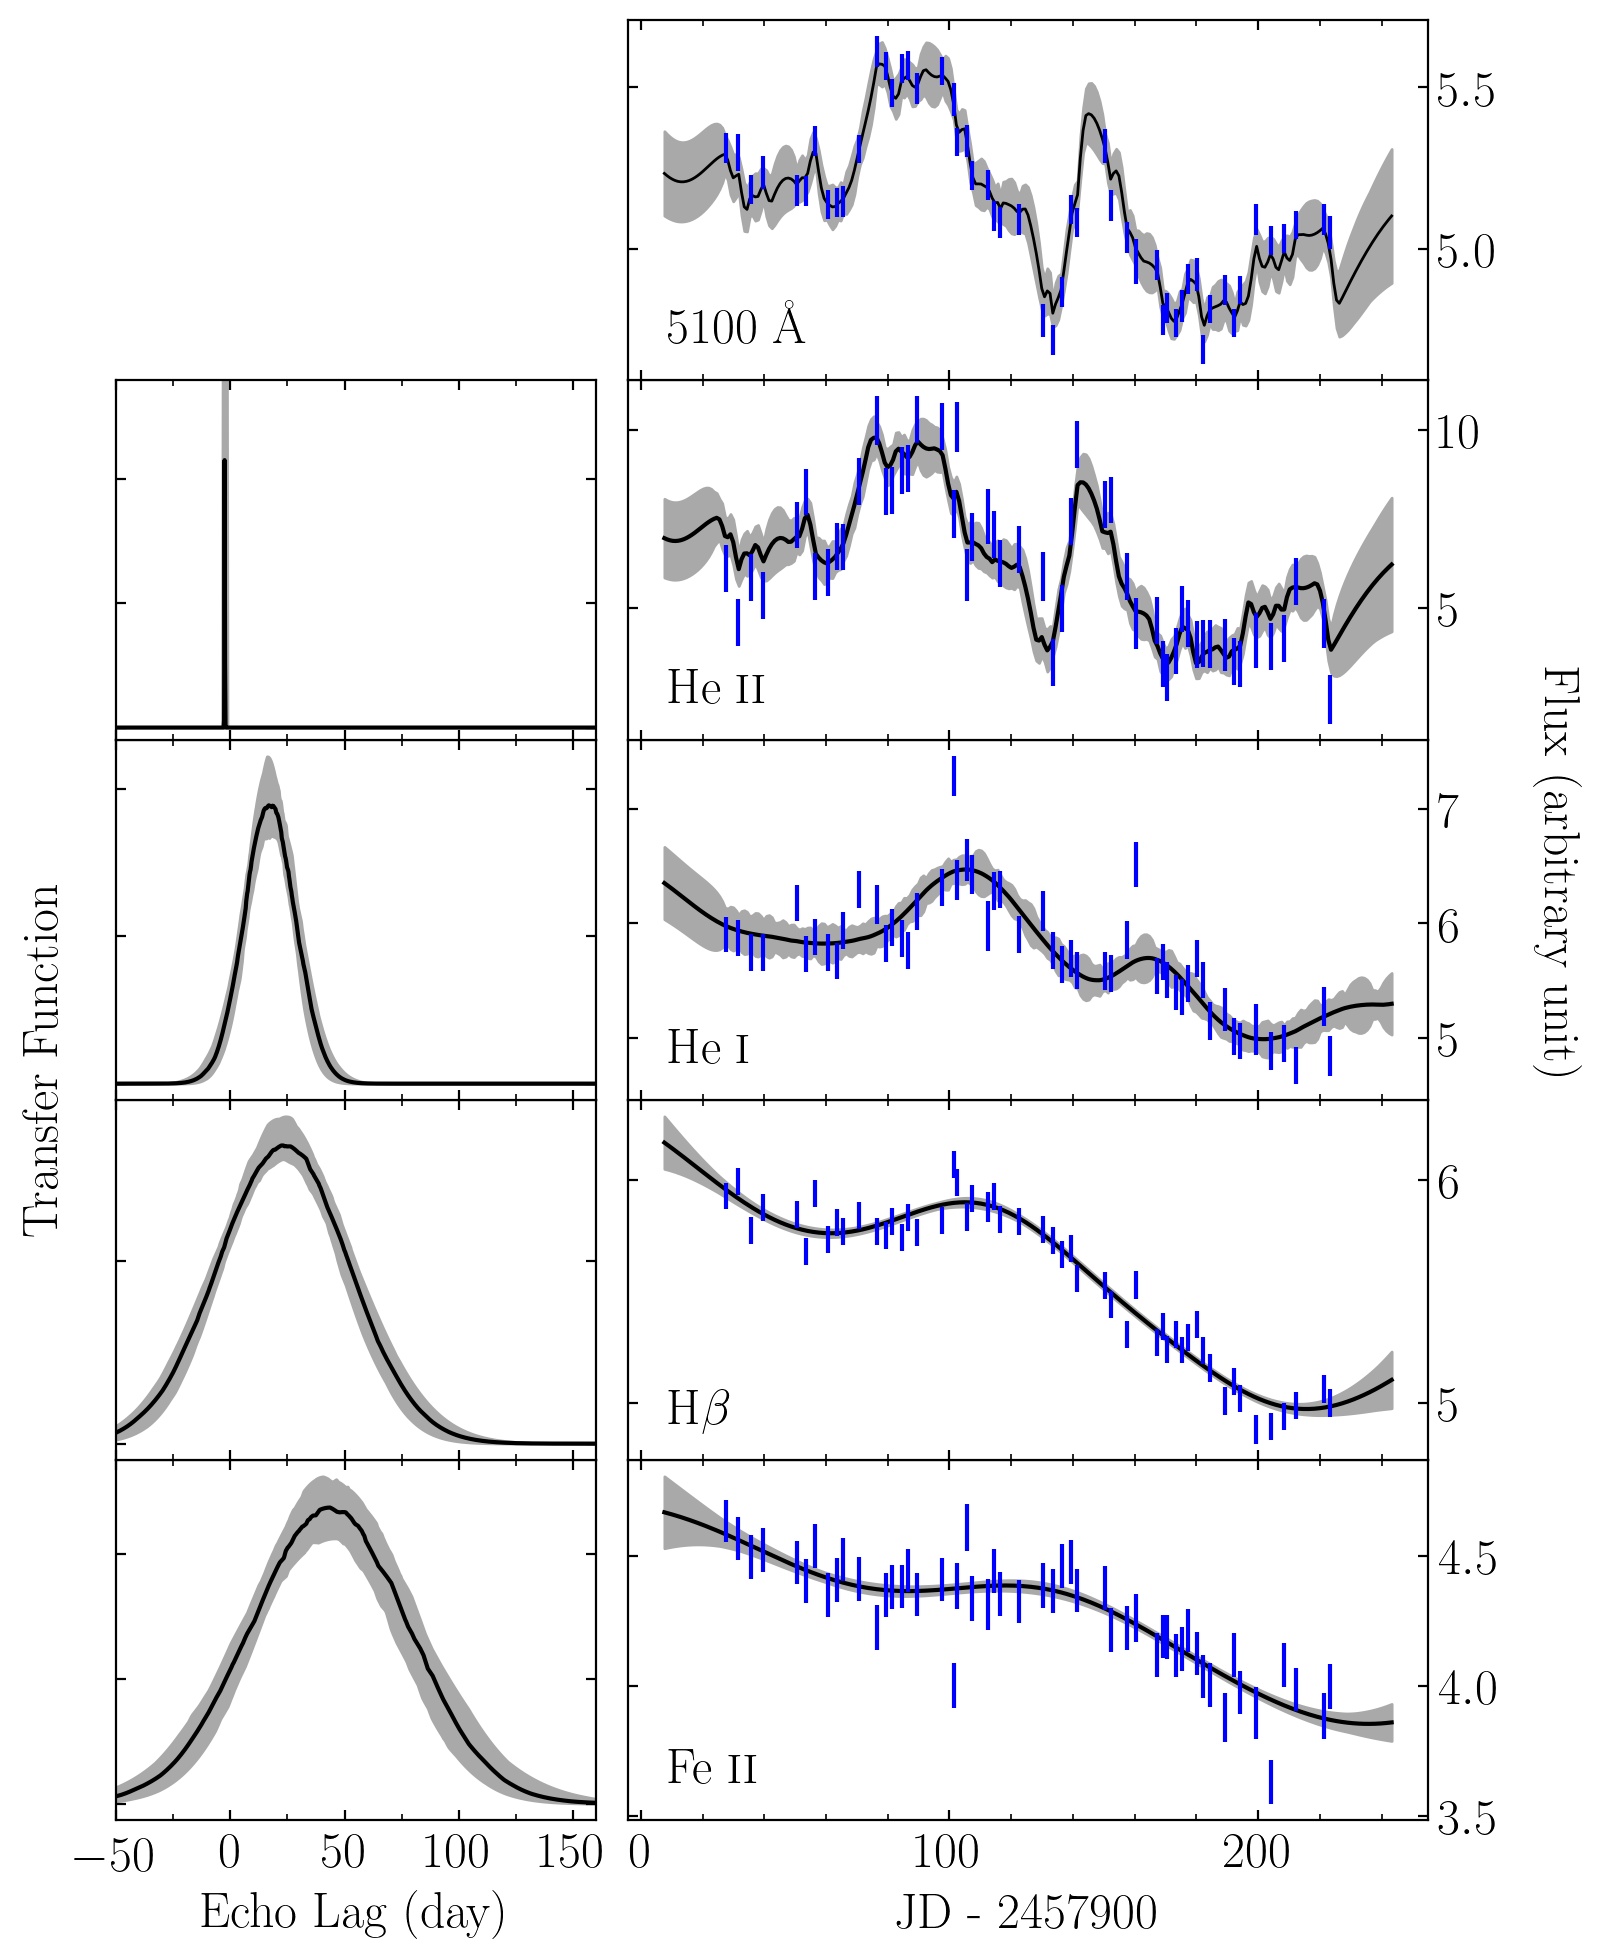 5.5
5.0
5100 Å
10
5
He II
7
6
5
He I
6
5
Hβ
4.5
4.0
3.5
Fe II
Transfer Function
Flux (arbitrary unit)
−50 0 50 100 150
0 100 200
Echo Lag (day)
JD - 2457900